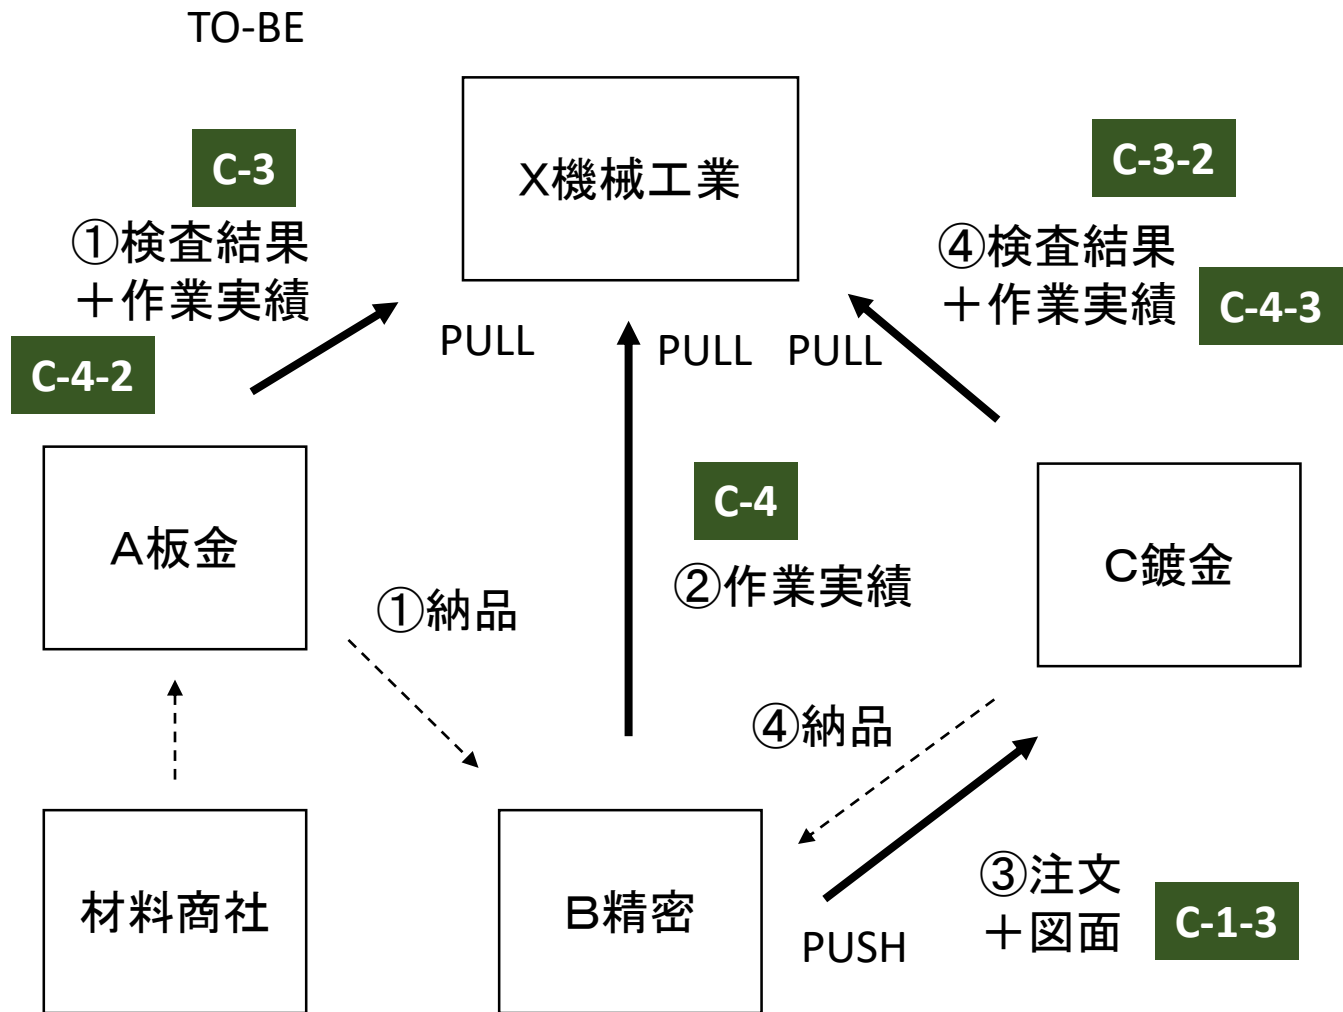 TO-BE
X機械工業
C-3
①検査結果
＋作業実績
C-4-2
PULL
PULL
PULL
C-3-2
④検査結果
＋作業実績
C-4-3
A板金
①納品
C-4
②作業実績
C鍍金
④納品
材料商社
B精密
PUSH
③注文
＋図面
C-1-3